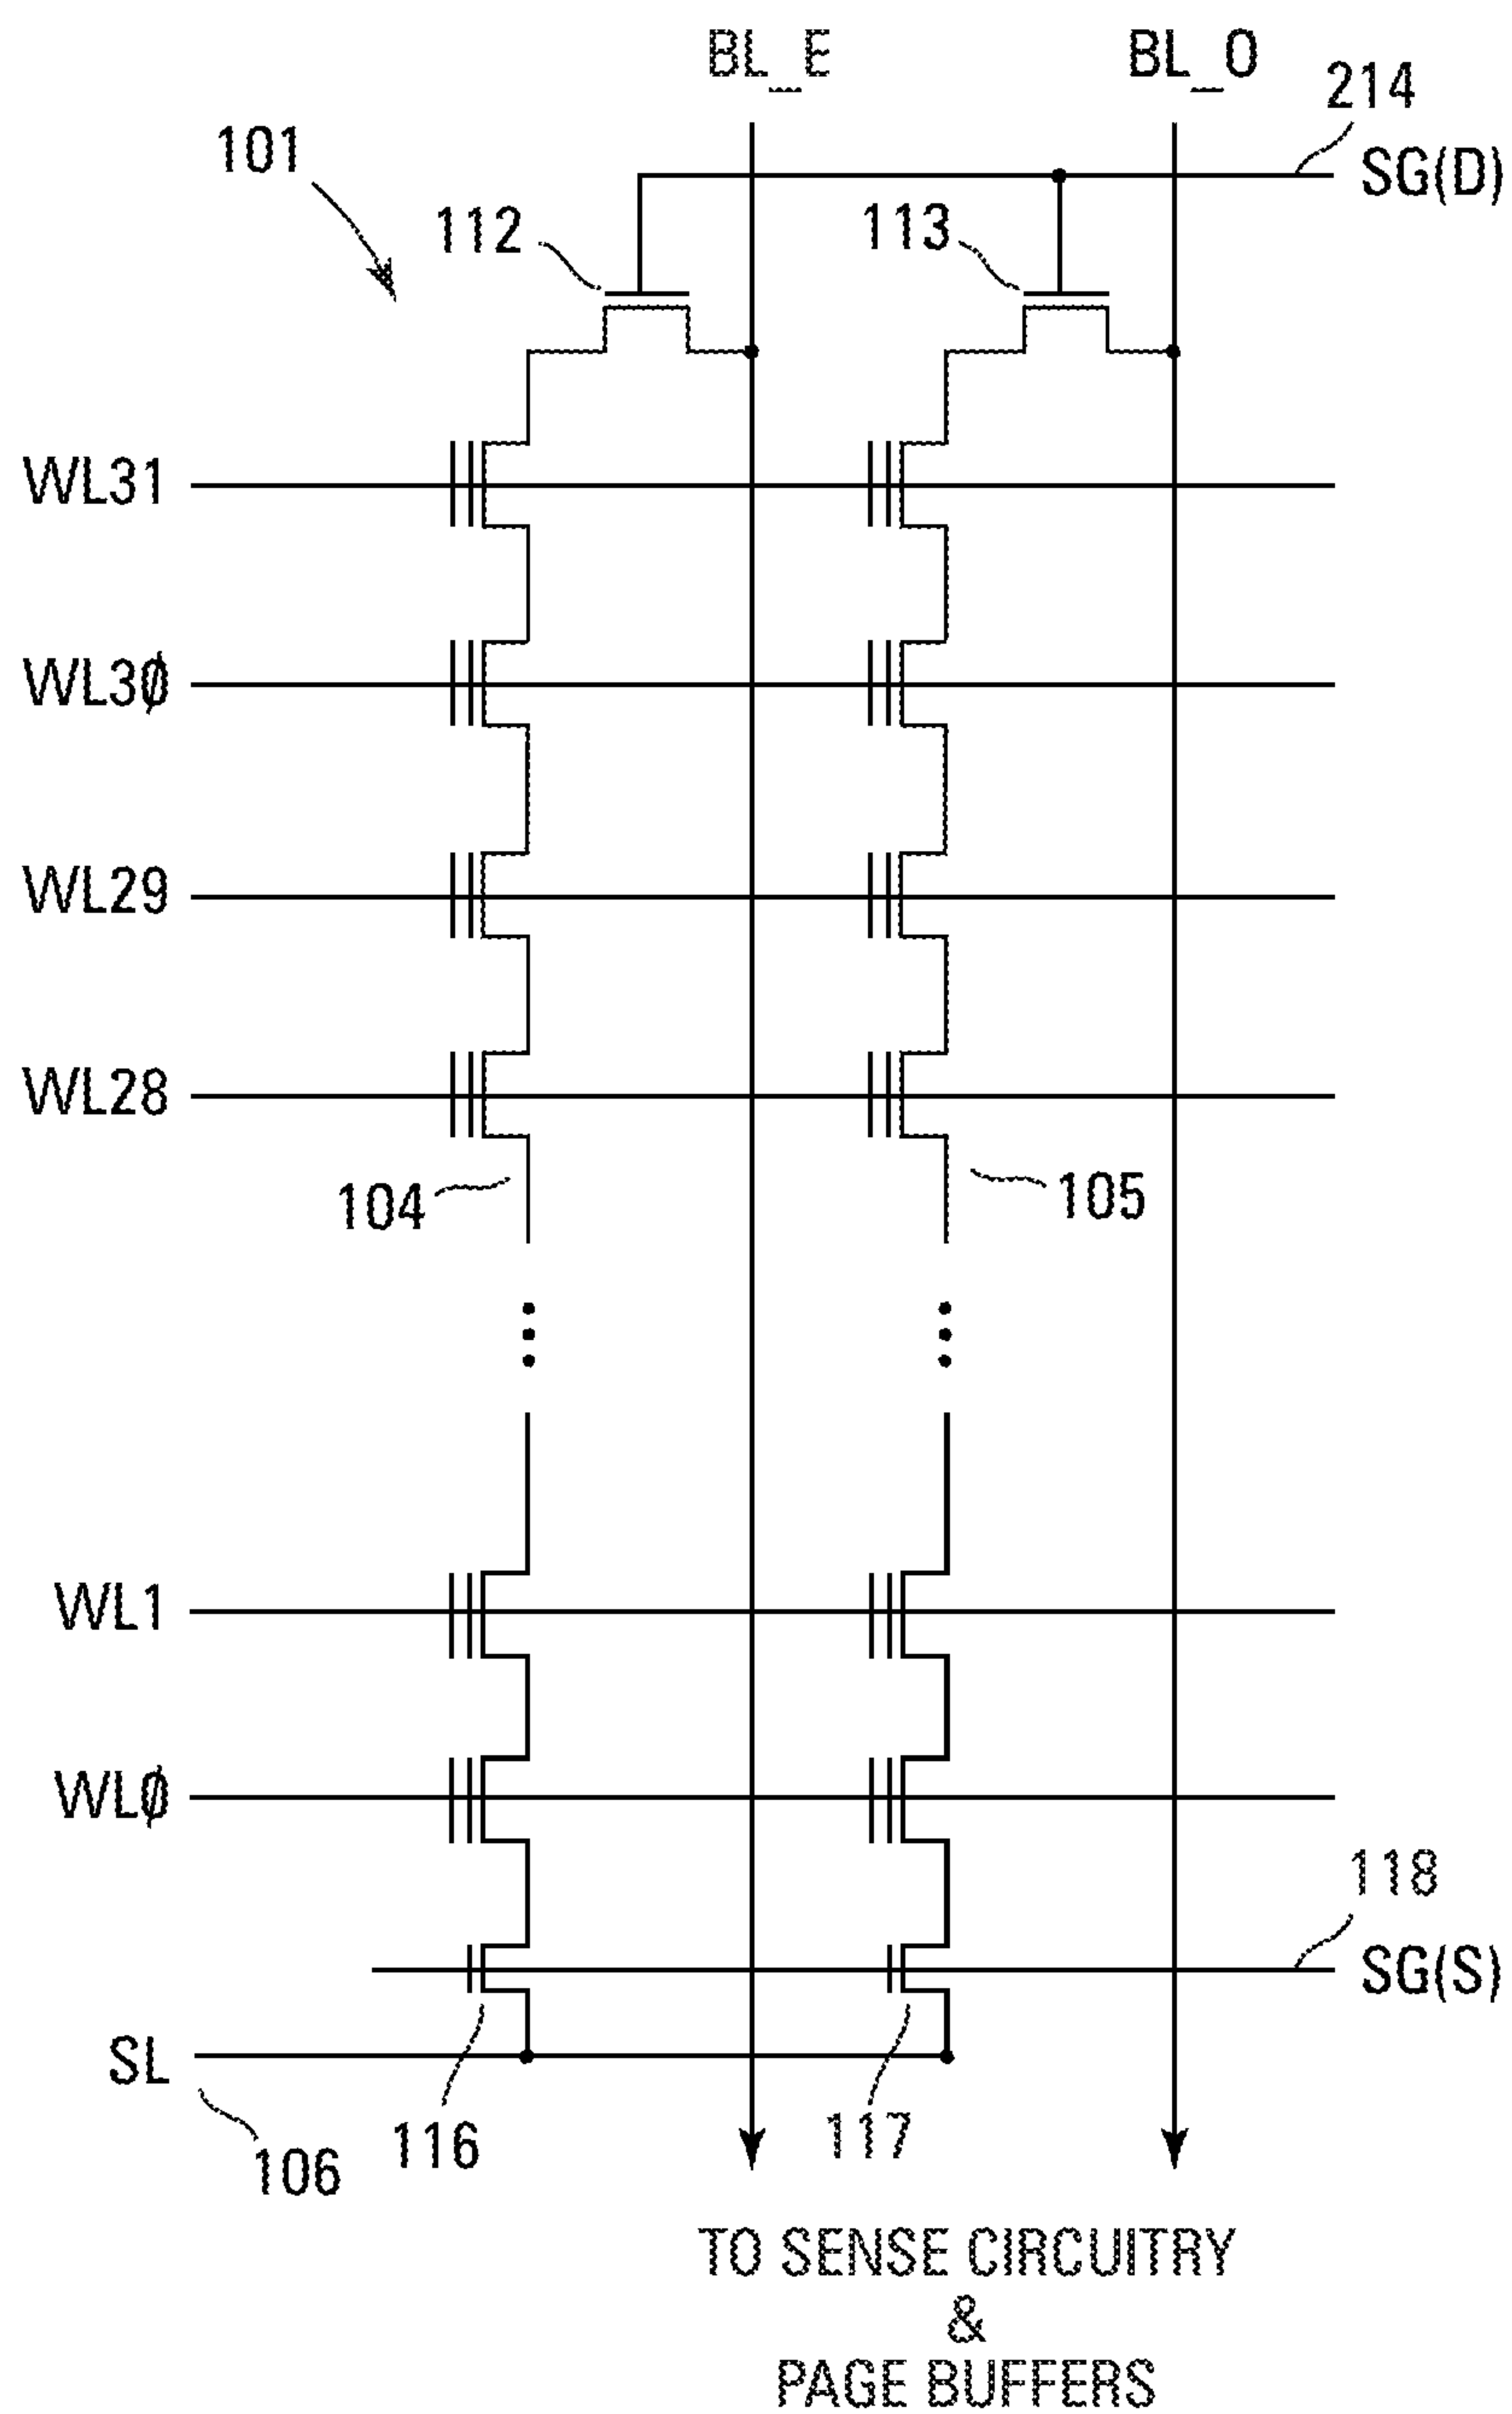 BL_E
BL_O
214
101
SG(D)
112
113
WL31
WL3∅
WL29
WL28
104
105
WL1
WL∅
118
SG(S)
SL
116
117
106
TO SENSE CIRCUITRY
&
PAGE BUFFERS